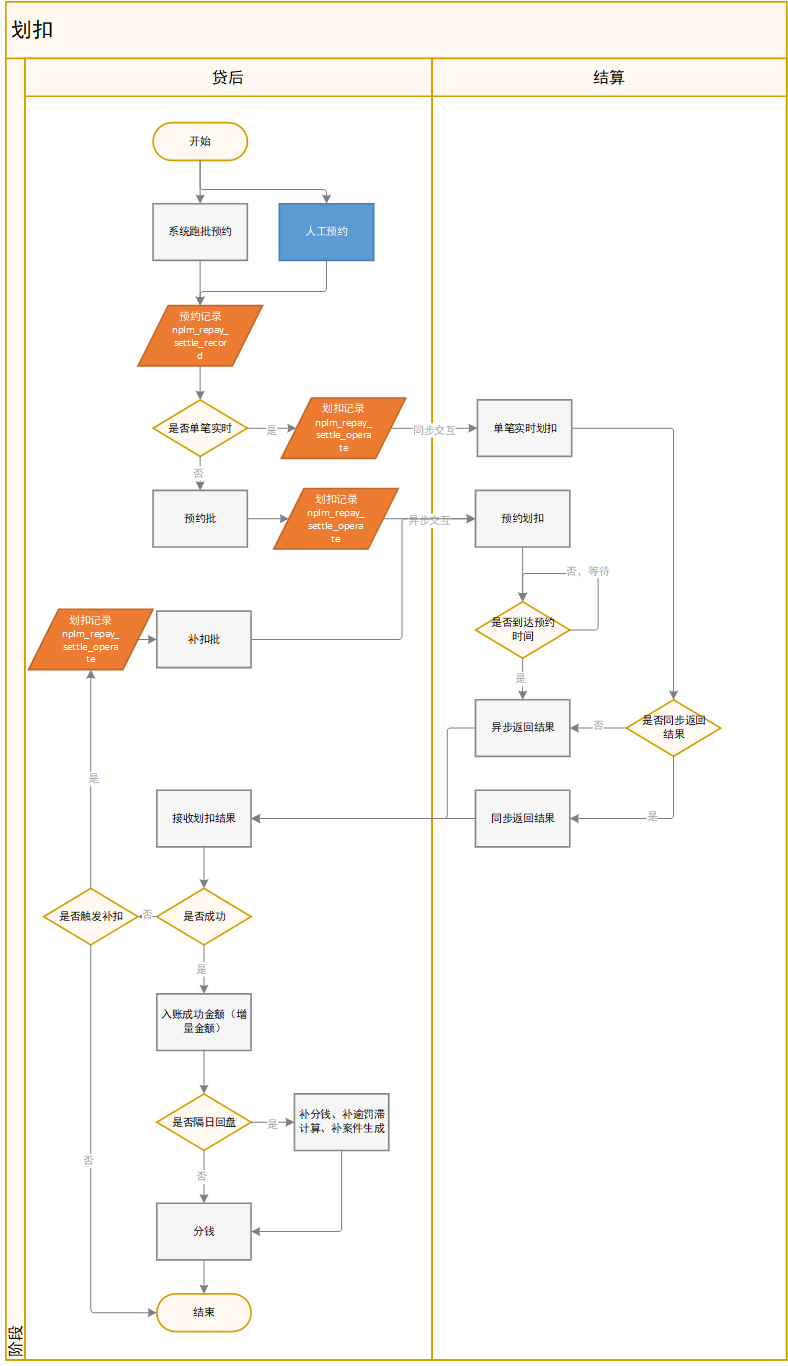 划扣
贷后
结算
开始
系统跑批预约
人工预约
预约记录
nplm_repay_
settle_recor
d
是否单笔实时
是
划扣记录
nplm_repay_
settle_opera
te
同步交互
单笔实时划扣
否
预约批
划扣记录
nplm_repay_
settle_opera
te
异步交互
预约划扣
否，等待
划扣记录
nplm_repay_
settle_opera
te
补扣批
是否到达预约
时间
是
异步返回结果
否
是否同步返回
结果
是
接收划扣结果
同步返回结果
是
是否触发补扣
否
是否成功
是
入账成功金额（增
量金额）
是否隔日回盘
是
补分钱、补逾罚滞
计算、补案件生成
否
否
分钱
结束
阶段